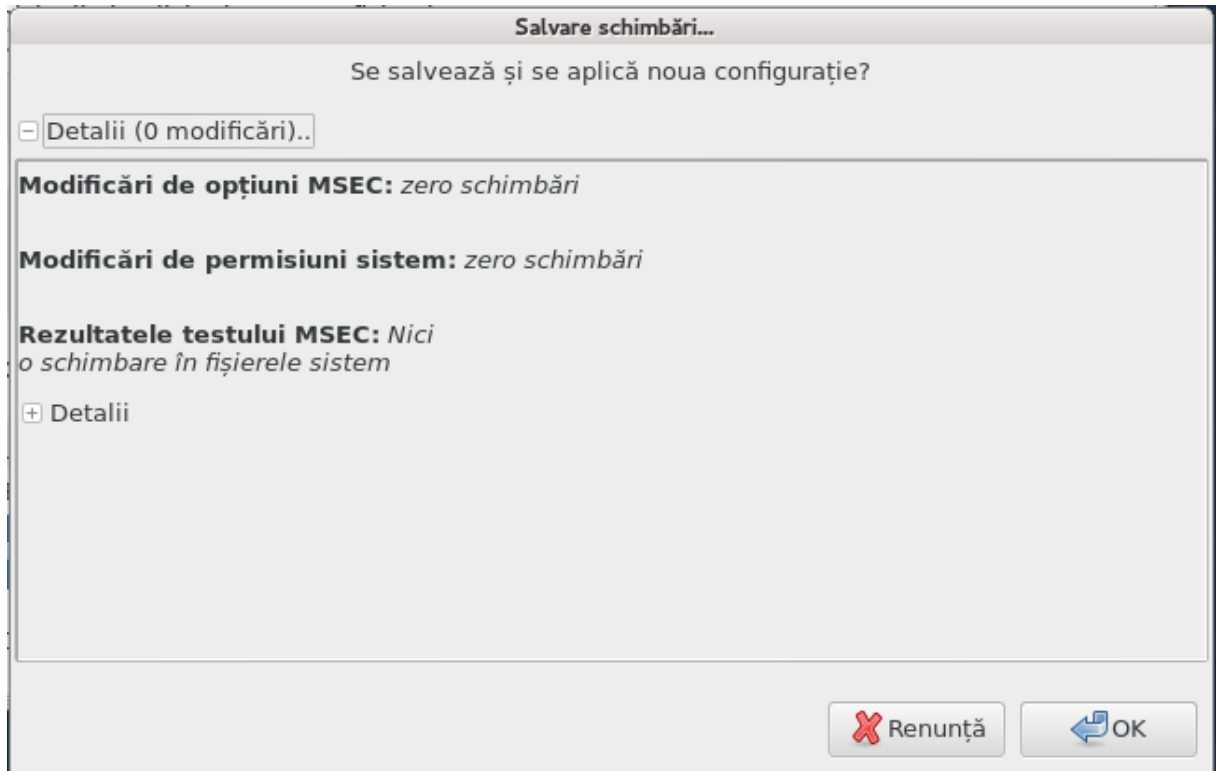 Salvare schimbări...
Se salvează și se aplică noua configurație?
Detalii (0 modificări)..
Modificări de opțiuni MSEC: zero schimbări
Modificări de permisiuni sistem: zero schimbări
Rezultatele testului MSEC: Nici
o schimbare în fișierele sistem
Detalii
Renunță OK